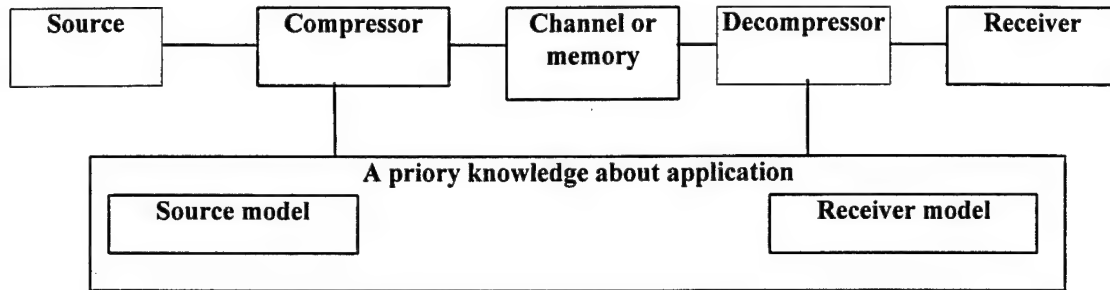 Source
Compressor
Channel or
memory
Decompressor
Receiver
A priory knowledge about application
Source model
Receiver model